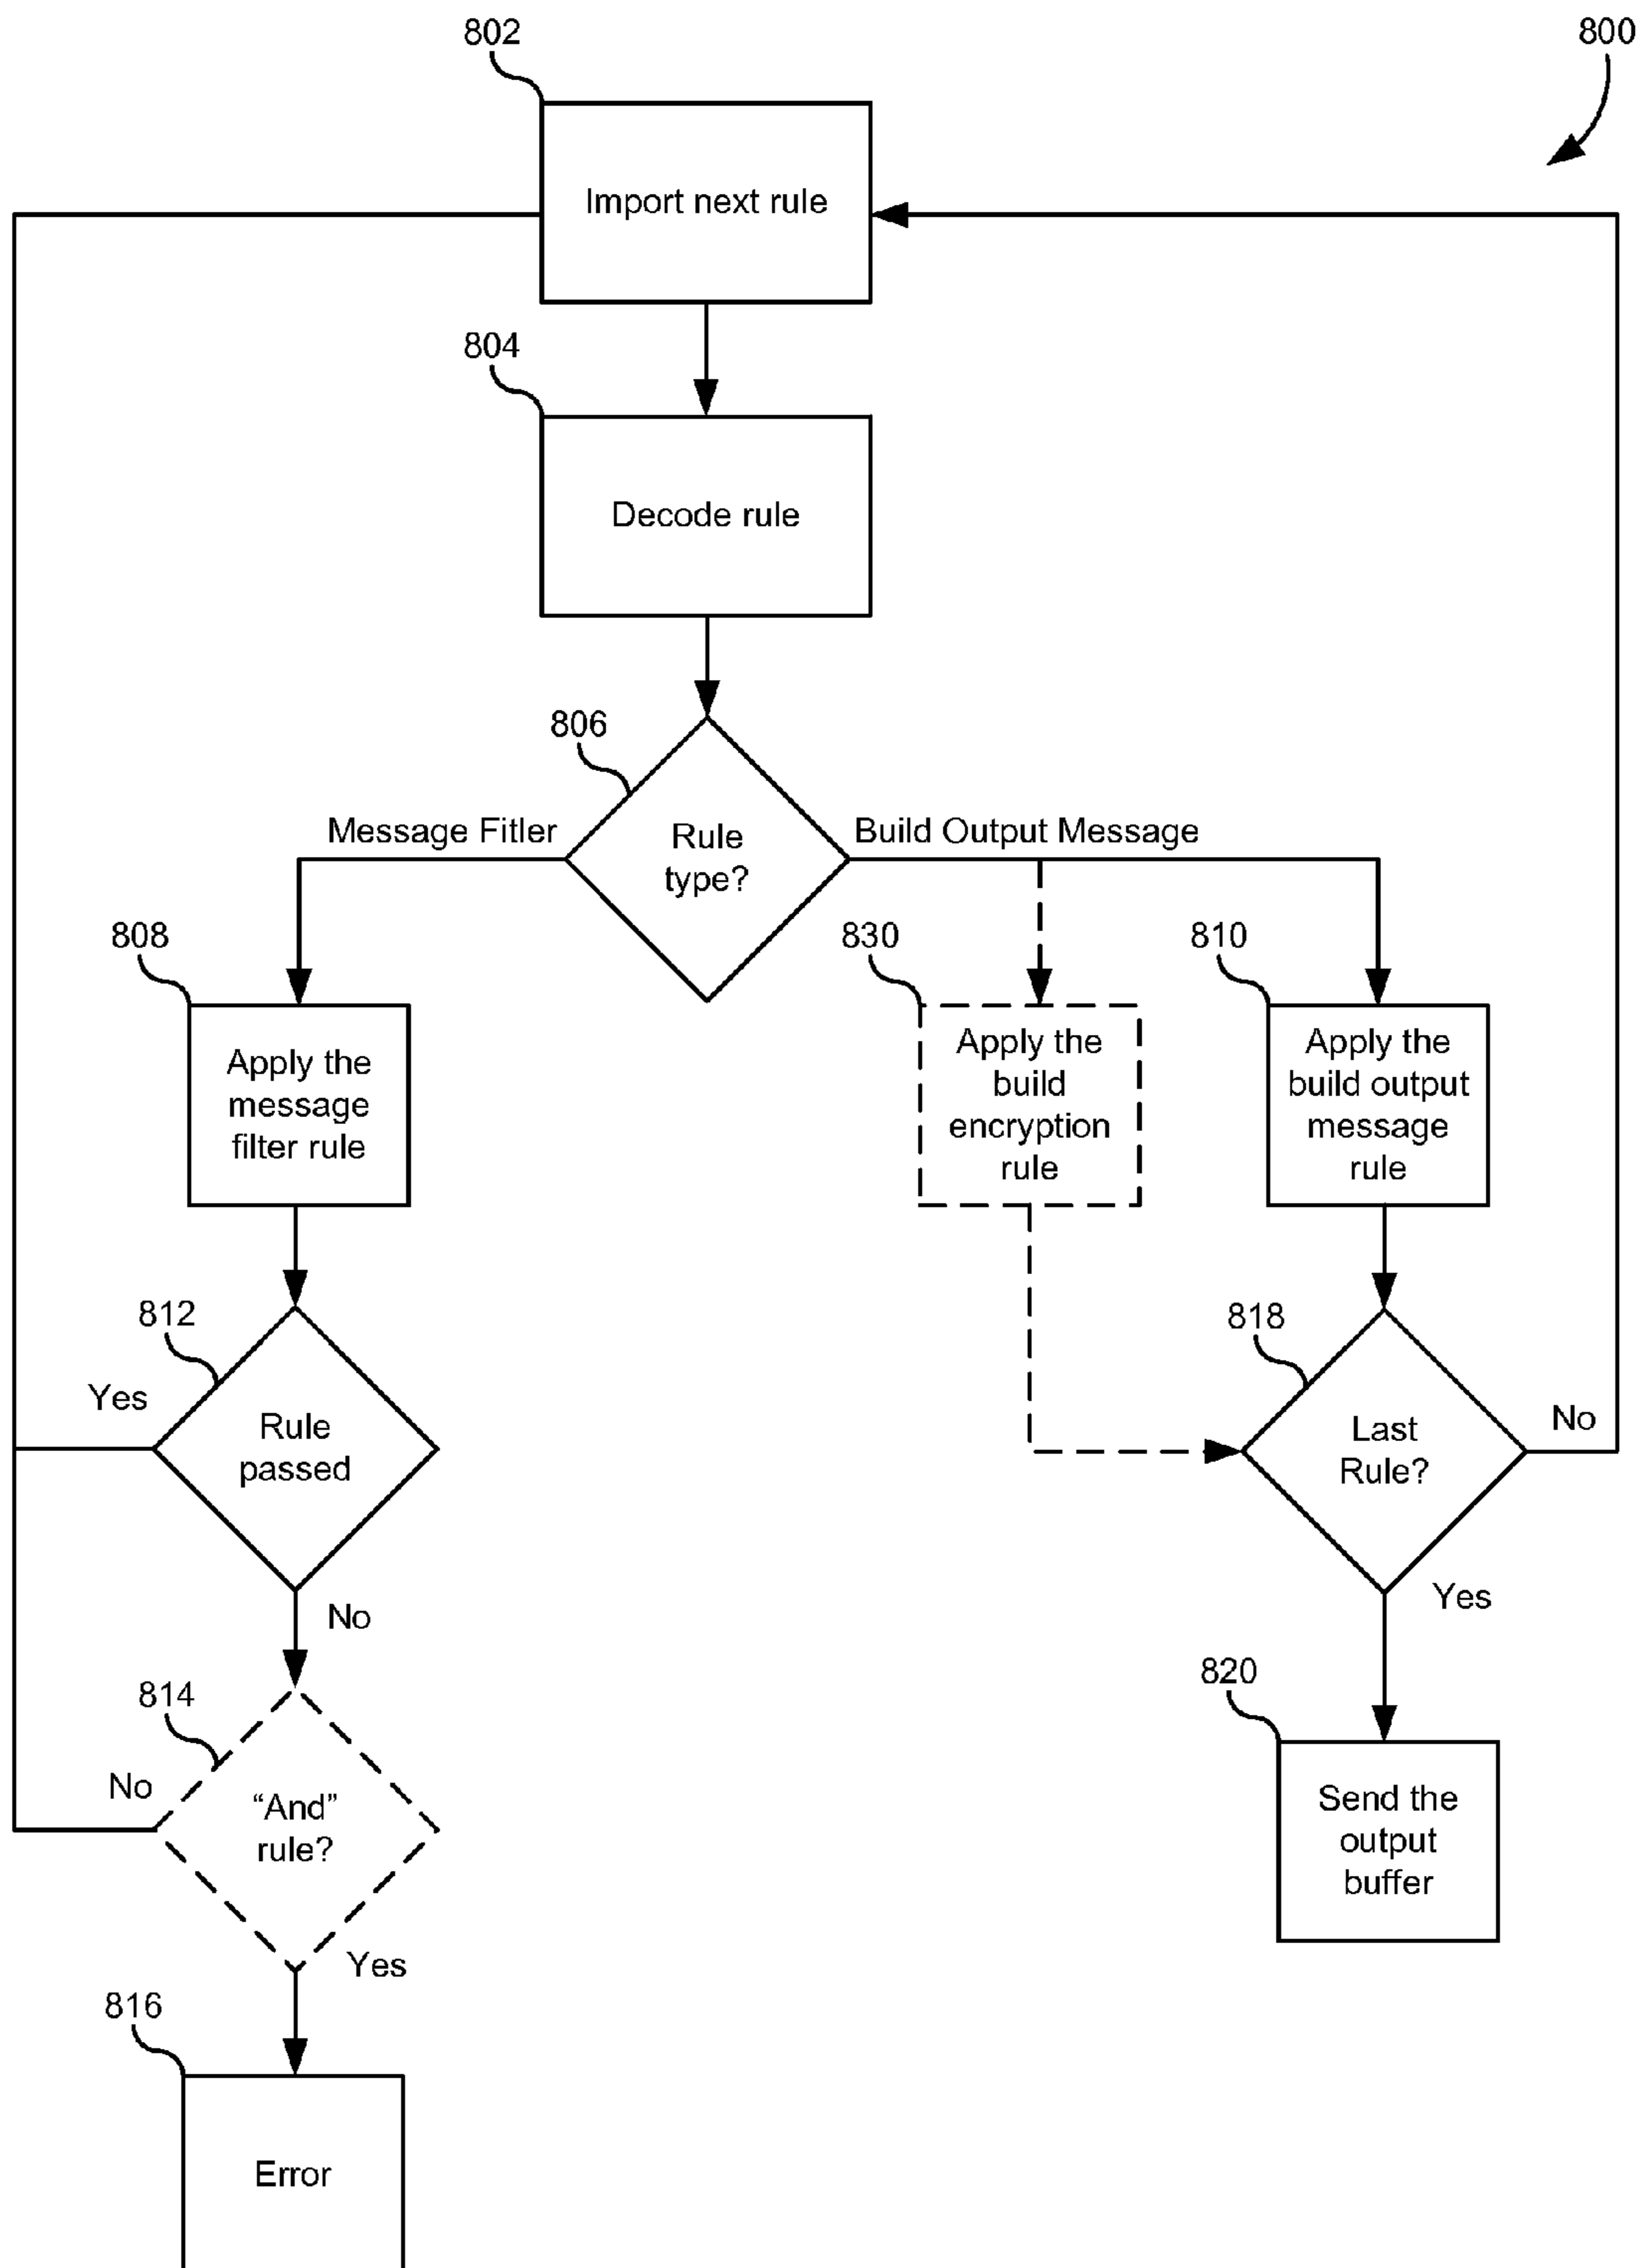 802
800
Import next rule
804
Decode rule
806
Message Fitler
Rule
type?
Build Output Message
808
830
810
Apply the
message
filter rule
Apply the
build
encryption
rule
Apply the
build output
message
rule
812
818
Yes
Rule
passed
Last
Rule?
No
No
Yes
814
820
No
“And”
rule?
Send the
output
buffer
Yes
816
Error